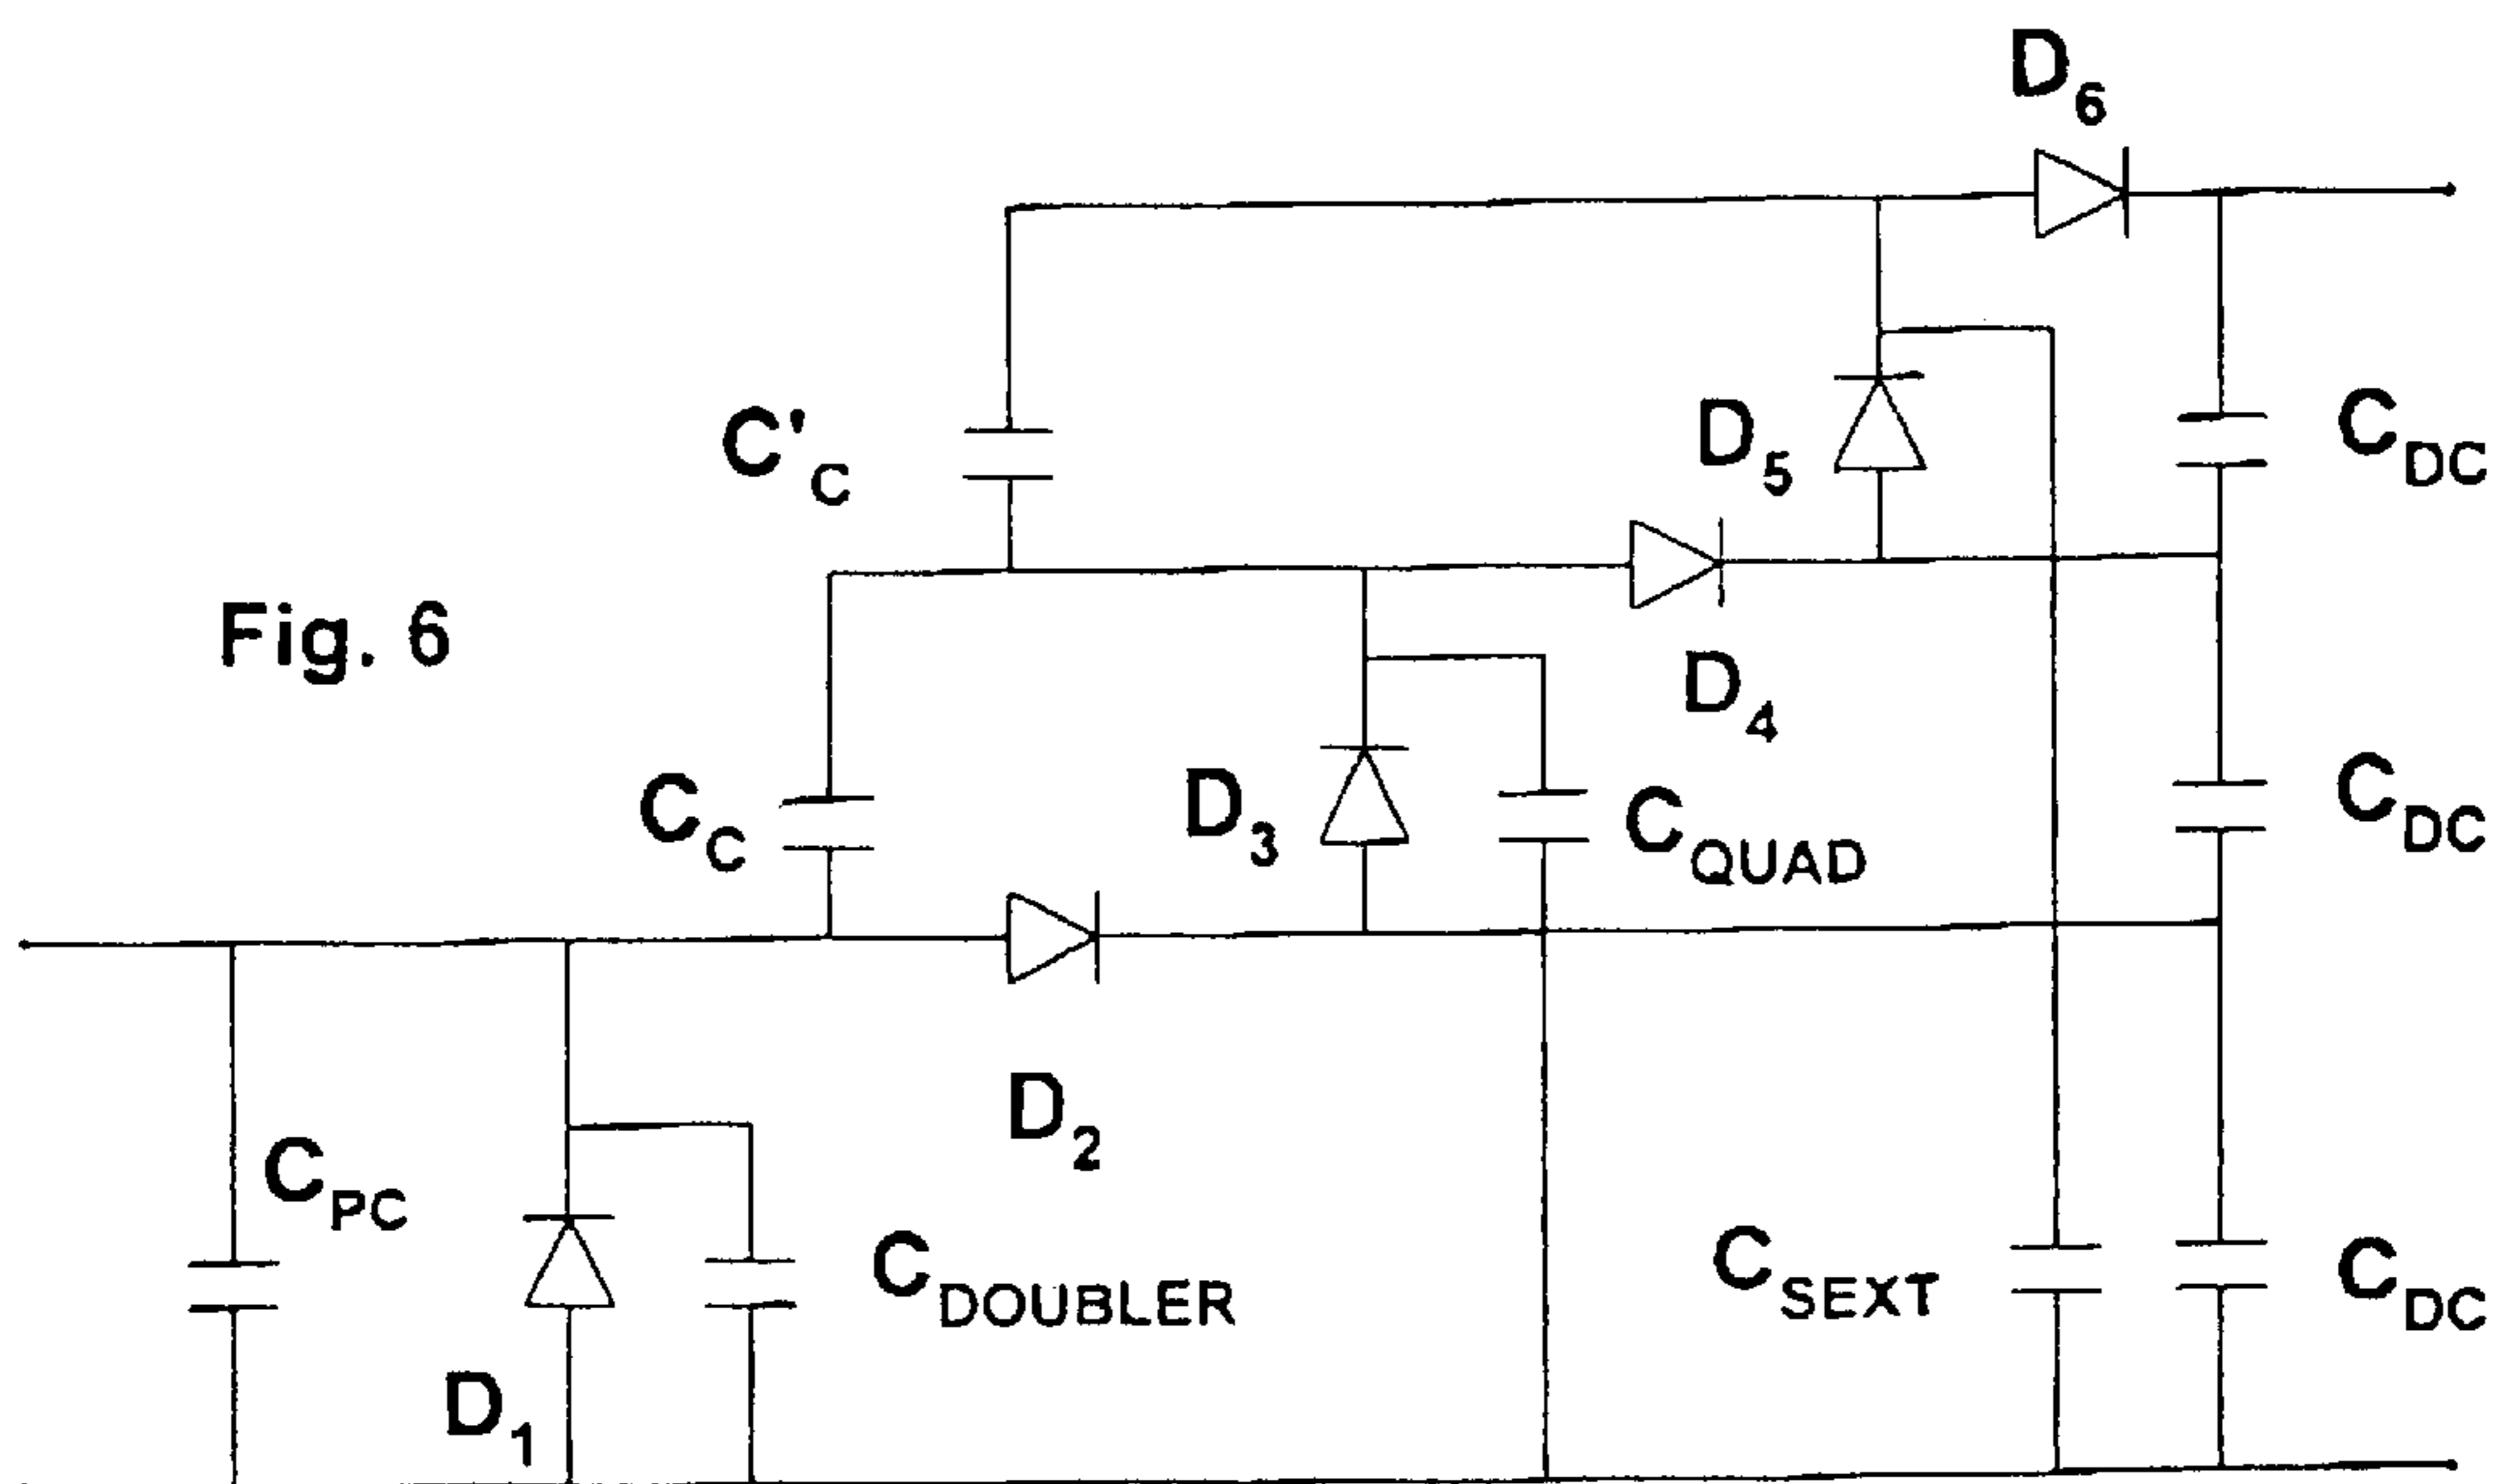 D6
C'C
D5
CDC
Fig. 6
D4
CC
D3
CQUAD
CDC
D2
CPC
CDOUBLER
CSEXT
CDC
D1